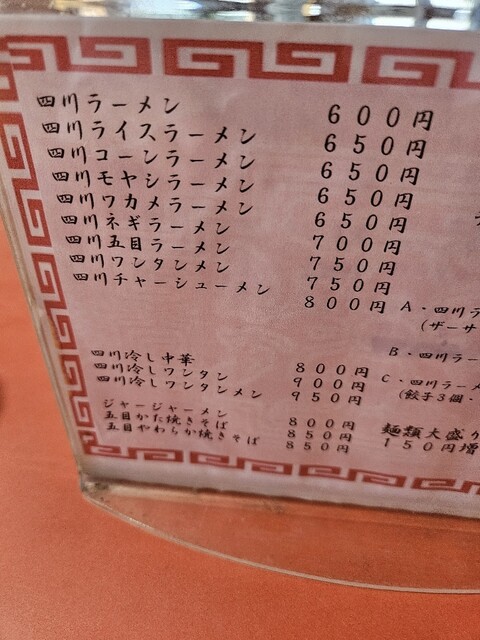 四川ラーメン 600円
四川ライスラーメン 650円
四川コーンラーメン 650円
四川モヤシラーメン 650円
四川ワカメラーメン 650円
四川ネギラーメン 700円
四川五目ラーメン 750円
四川ワンタンメン 750円
四川チャーシューメン 800円
四川冷し中華 800円
四川冷しワンタン 900円
四川冷しワンタンメン 950円
ジャージャーメン 800円
五目かた焼きそば 850円
五目やわらか焼きそば 850円
A・四川ラ
(ザーサ
B・四川ラー
C・四川ラーメ
(餃子3個・
麺類大盛り
150円増